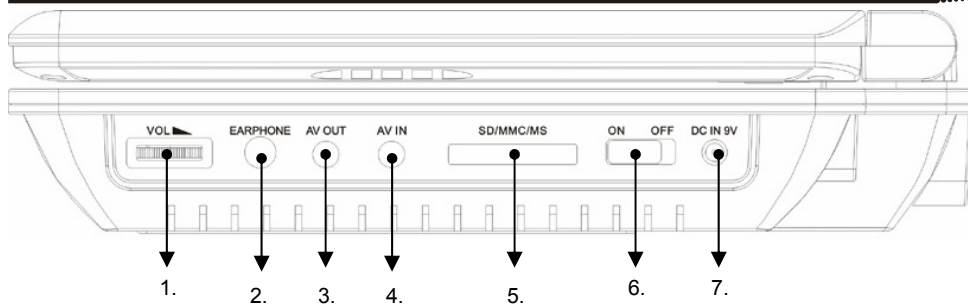 VOL EARPHONE AV OUT AV IN SD/MMC/MS ON OFF DC IN 9V
1. 2. 3. 4. 5. 6. 7.